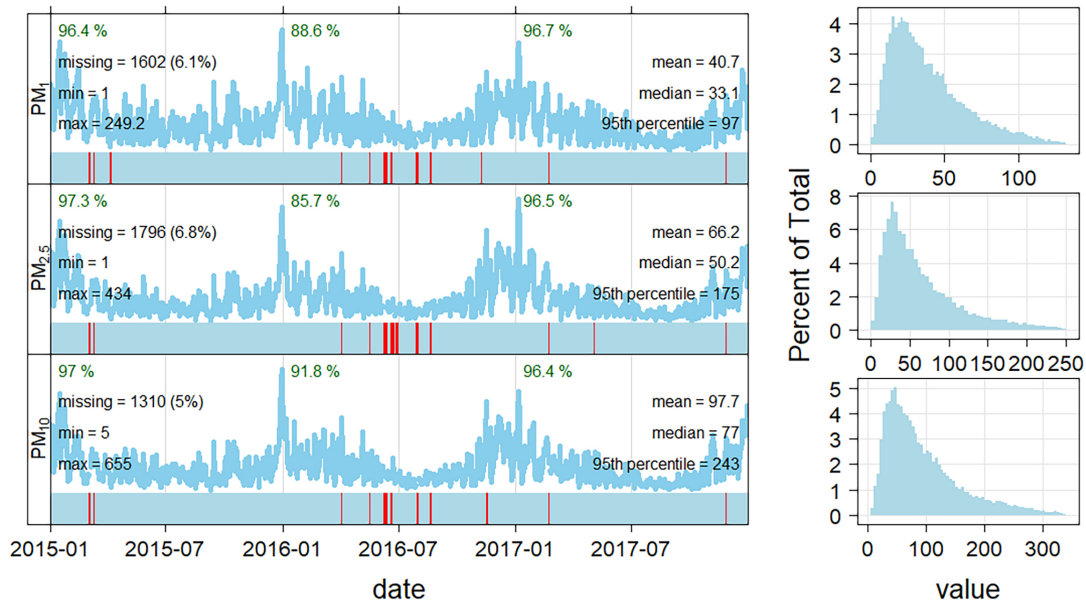 96.4 % 88.6 % 96.7 %
missing = 1602 (6.1%) mean = 40.7
min = 1 median = 33.1
max = 249.2 95th percentile = 97
PM1
97.3 % 85.7 % 96.5 %
missing = 1796 (6.8%) mean = 66.2
min = 1 median = 50.2
max = 434 95th percentile = 175
PM2.5
97 % 91.8 % 96.4 %
missing = 1310 (5%) mean = 97.7
min = 5 median = 77
max = 655 95th percentile = 243
PM10
2015-01 2015-07 2016-01 2016-07 2017-01 2017-07
date
Percent of Total
4
3
2
1
0
0 50 100
8
6
4
2
0
0 50 100 150 200 250
5
4
3
2
1
0
0 100 200 300
value